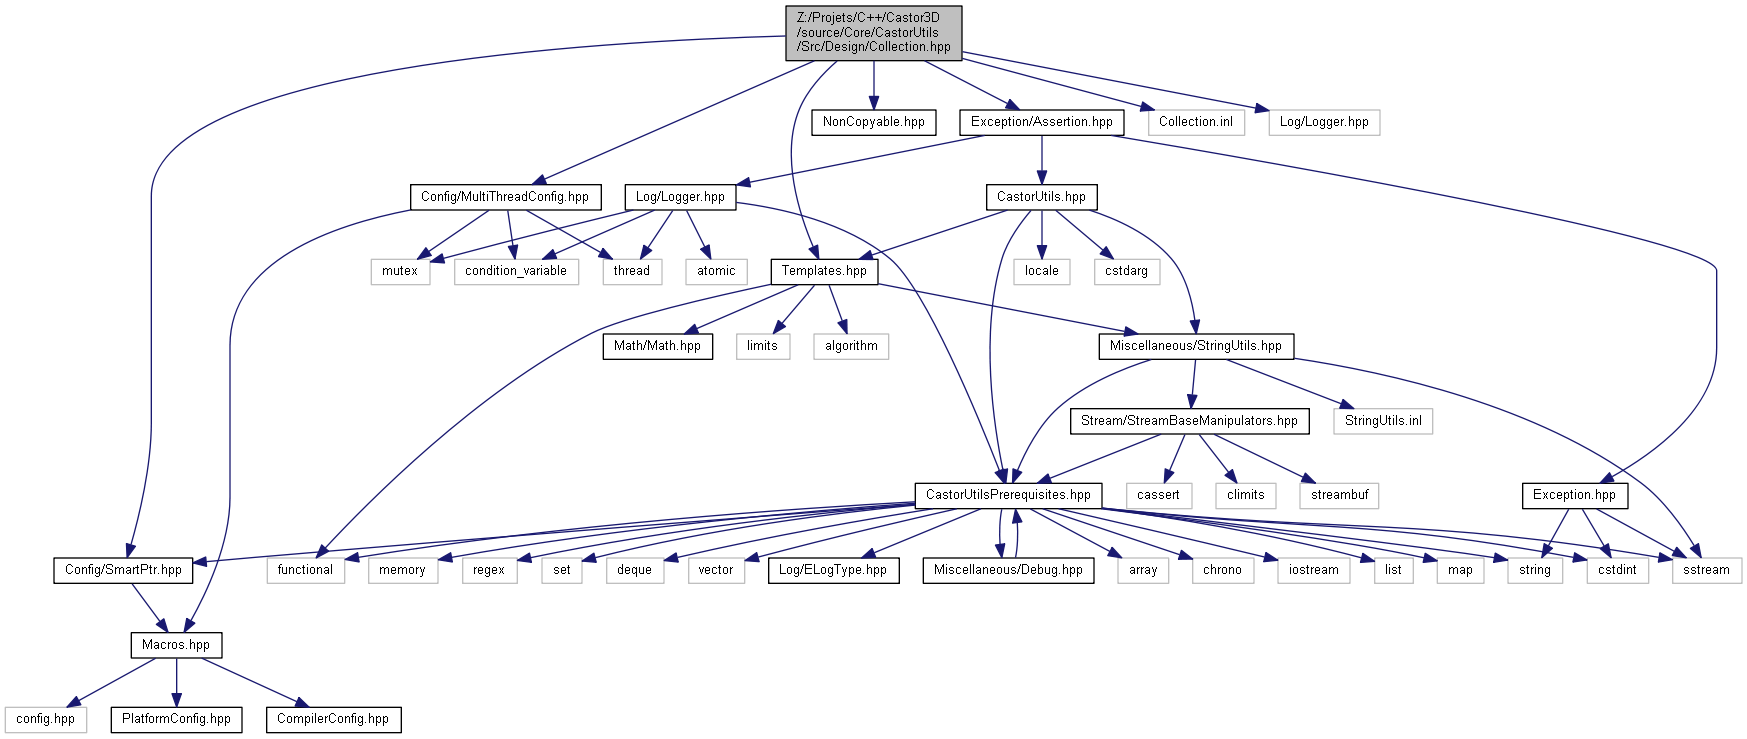 Z:/Projets/C++/Castor3D
/source/Core/CastorUtils
/Src/Design/Collection.hpp
NonCopyable.hpp
Exception/Assertion.hpp
Collection.inl
Log/Logger.hpp
Config/MultiThreadConfig.hpp
Log/Logger.hpp
CastorUtils.hpp
mutex
condition_variable
thread
atomic
Templates.hpp
locale
cstdarg
Math/Math.hpp
limits
algorithm
Miscellaneous/StringUtils.hpp
Stream/StreamBaseManipulators.hpp
StringUtils.inl
CastorUtilsPrerequisites.hpp
cassert
climits
streambuf
Exception.hpp
Config/SmartPtr.hpp
functional
memory
regex
set
deque
vector
Log/ELogType.hpp
Miscellaneous/Debug.hpp
array
chrono
iostream
list
map
string
cstdint
sstream
Macros.hpp
config.hpp
PlatformConfig.hpp
CompilerConfig.hpp